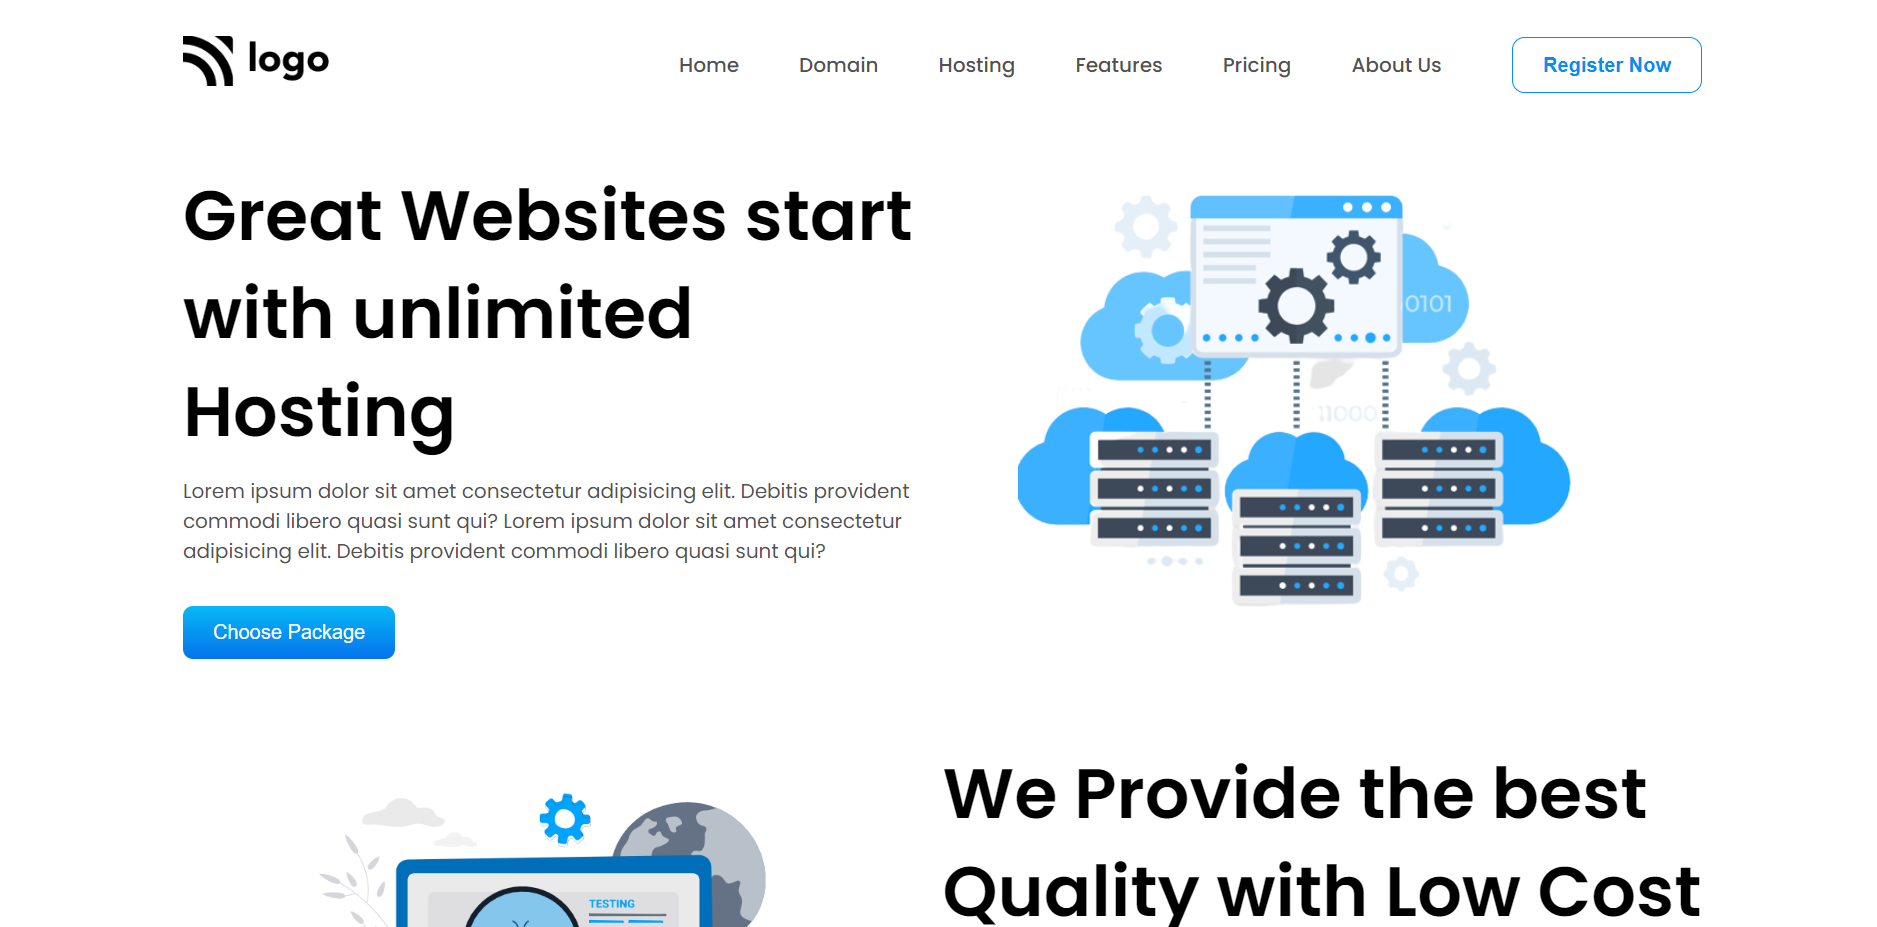 logo
Home Domain Hosting Features Pricing About Us Register Now
Great Websites start
with unlimited
Hosting
Lorem ipsum dolor sit amet consectetur adipisicing elit. Debitis provident
commodi libero quasi sunt qui? Lorem ipsum dolor sit amet consectetur
adipisicing elit. Debitis provident commodi libero quasi sunt qui?
Choose Package
0101
11000
We Provide the best
Quality with Low Cost
TESTING